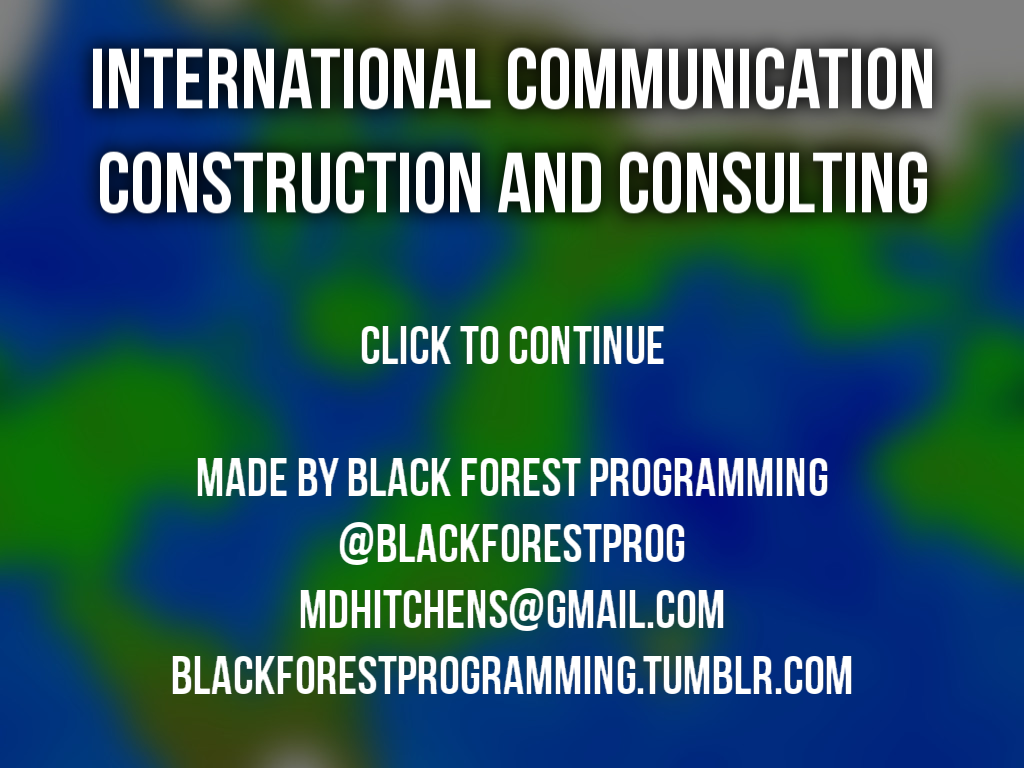 INTERNATIONAL COMMUNICATION
CONSTRUCTION AND CONSULTING
CLICK TO CONTINUE
MADE BY BLACK FOREST PROGRAMMING
@BLACKFORESTPROG
MDHITCHENS@GMAIL.COM
BLACKFORESTPROGRAMMING.TUMBLR.COM